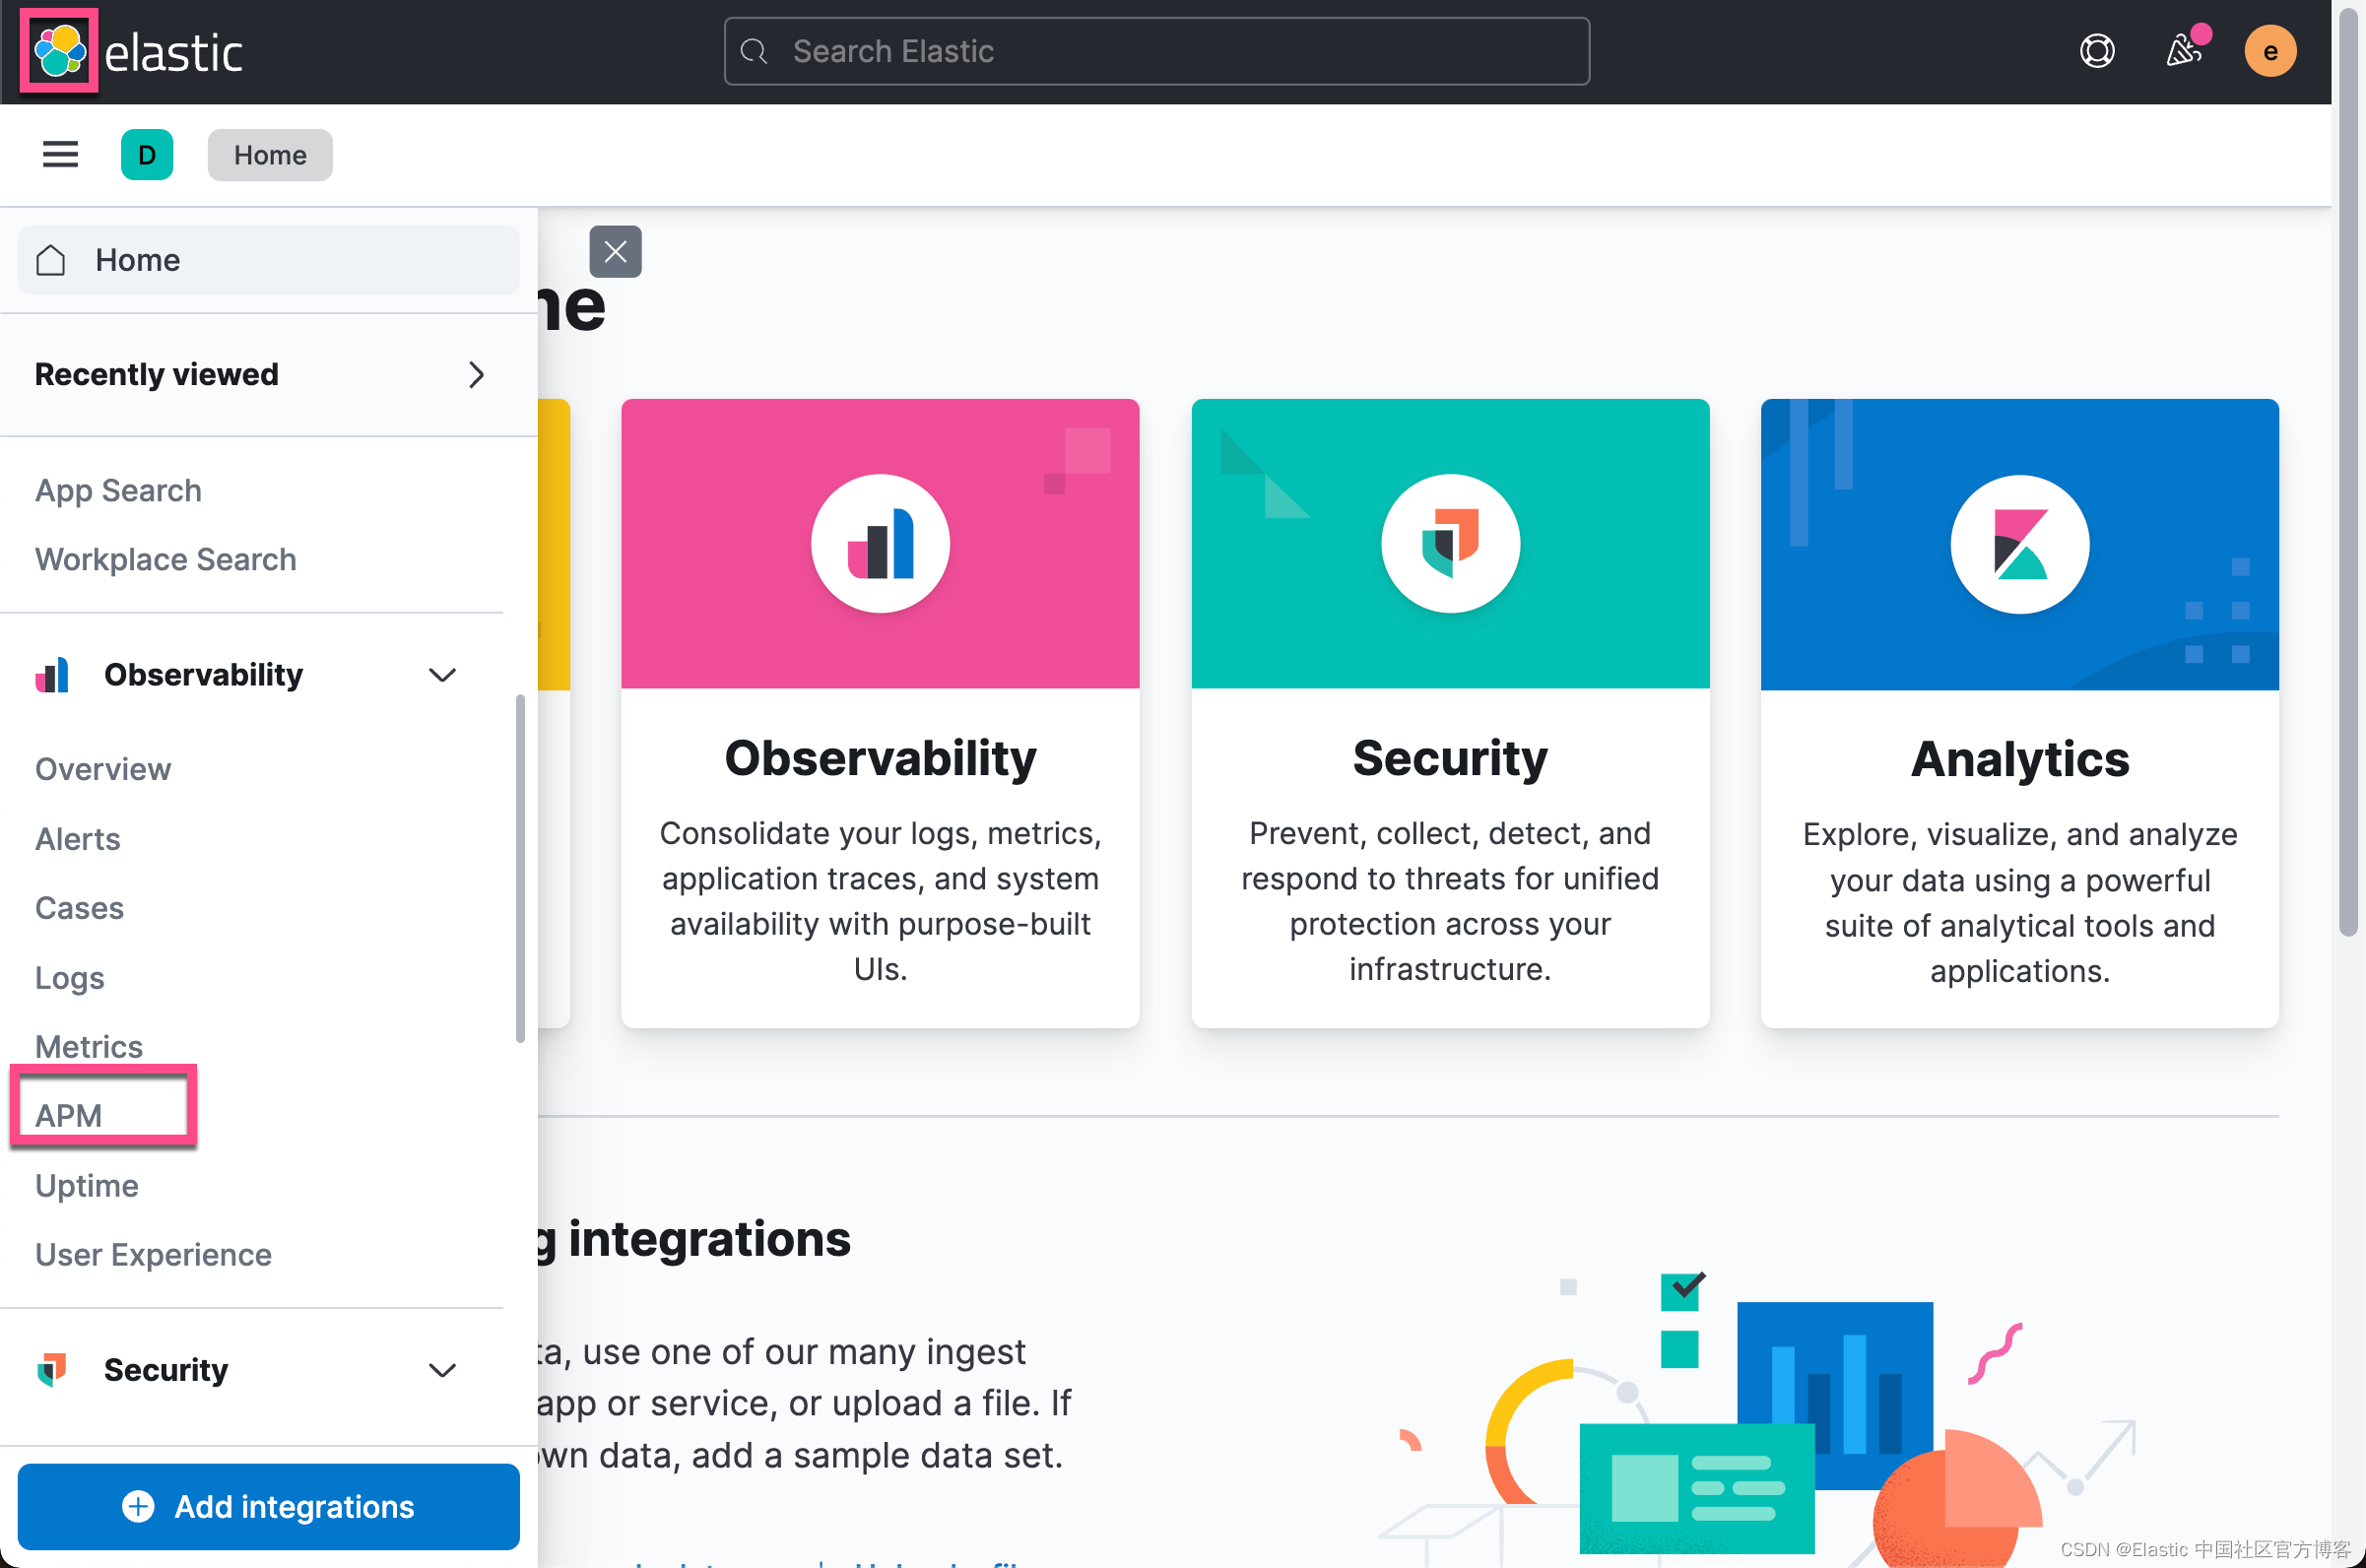 elastic
Search Elastic
e
D
Home
Home
Recently viewed
App Search
Workplace Search
Observability
Overview
Alerts
Cases
Logs
Metrics
APM
Uptime
User Experience
Security
Add integrations
Observability
Consolidate your logs, metrics,
application traces, and system
availability with purpose-built
UIs.
Security
Prevent, collect, detect, and
respond to threats for unified
protection across your
infrastructure.
Analytics
Explore, visualize, and analyze
your data using a powerful
suite of analytical tools and
applications.
integrations
use one of our many ingest
app or service, or upload a file. If
data, add a sample data set.
CSDN @Elastic 中国社区官方博客